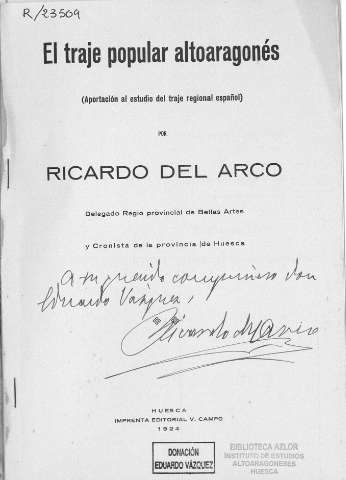 R/23509
El traje popular altoaragonés
(Aportación al estudio del traje regional español)
POR
RICARDO DEL ARCO
Delegado Regio provincial de Bellas Artes
y Cronista de la provincia de Huesca
A mi querido compañero don
Eduardo Vázquez,
Ricardo del Arco
HUESCA
IMPRENTA EDITORIAL V. CAMPO
1924
DONACIÓN
EDUARDO VÁZQUEZ
BIBLIOTECA AZLOR
INSTITUTO DE ESTUDIOS
ALTOARAGONESES
HUESCA